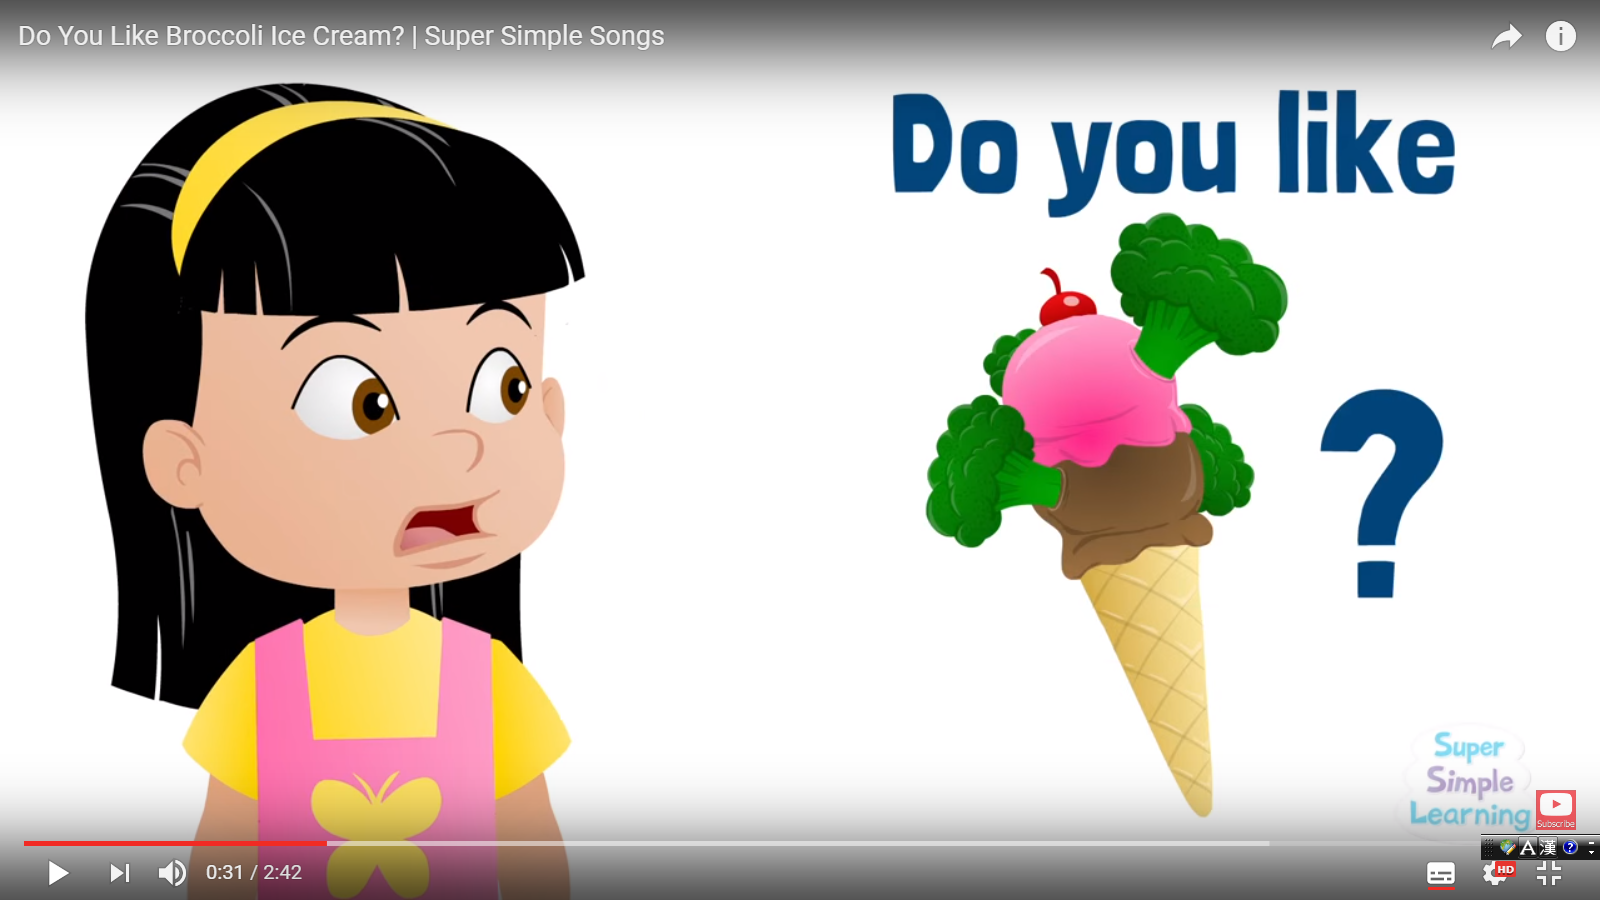 Do You Like Broccoli Ice Cream? | Super Simple Songs
Do you like
?
Super
Simple
Learning
Subscribe
A 漢 ?
0:31 / 2:42
HD